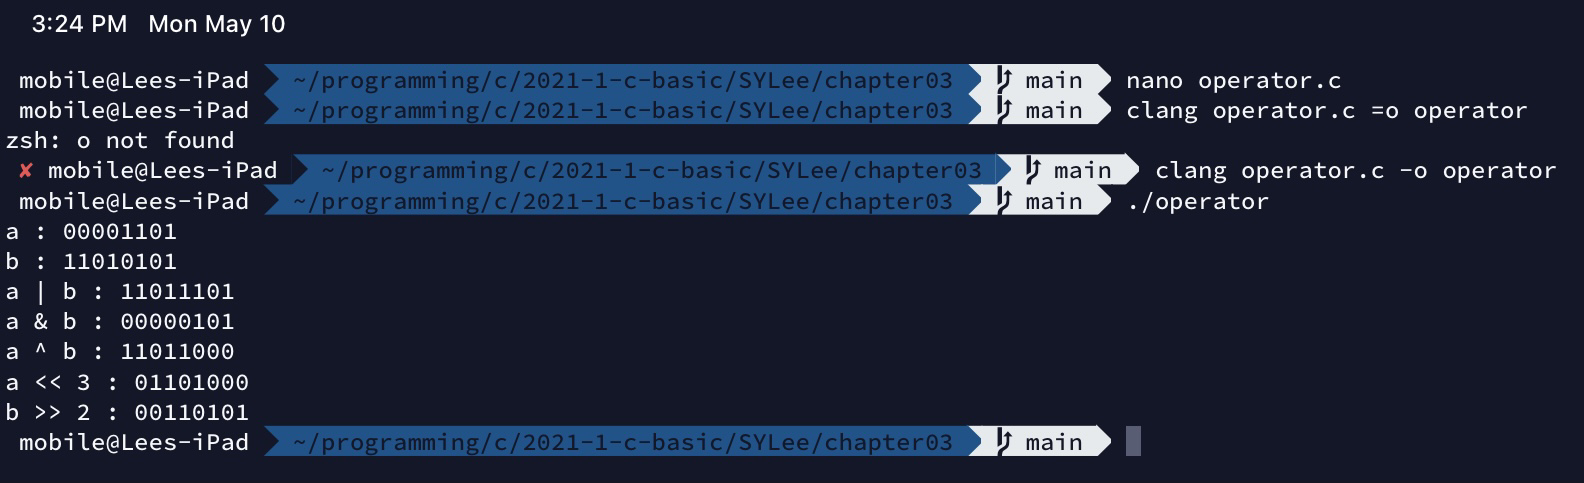 3:24 PM Mon May 10
mobile@Lees-iPad ~/programming/c/2021-1-c-basic/SYLee/chapter03 main nano operator.c
mobile@Lees-iPad ~/programming/c/2021-1-c-basic/SYLee/chapter03 main clang operator.c =o operator
zsh: o not found
✘ mobile@Lees-iPad ~/programming/c/2021-1-c-basic/SYLee/chapter03 main clang operator.c -o operator
mobile@Lees-iPad ~/programming/c/2021-1-c-basic/SYLee/chapter03 main ./operator
a : 00001101
b : 11010101
a | b : 11011101
a & b : 00000101
a ^ b : 11011000
a << 3 : 01101000
b >> 2 : 00110101
mobile@Lees-iPad ~/programming/c/2021-1-c-basic/SYLee/chapter03 main